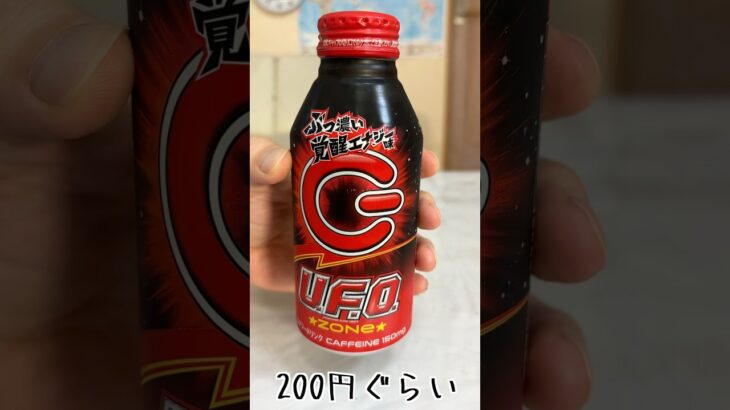 ぶっ濃い
覚醒エナジー味
U.F.O.
★ZONe★
CAFFEINE 150mg
200円ぐらい